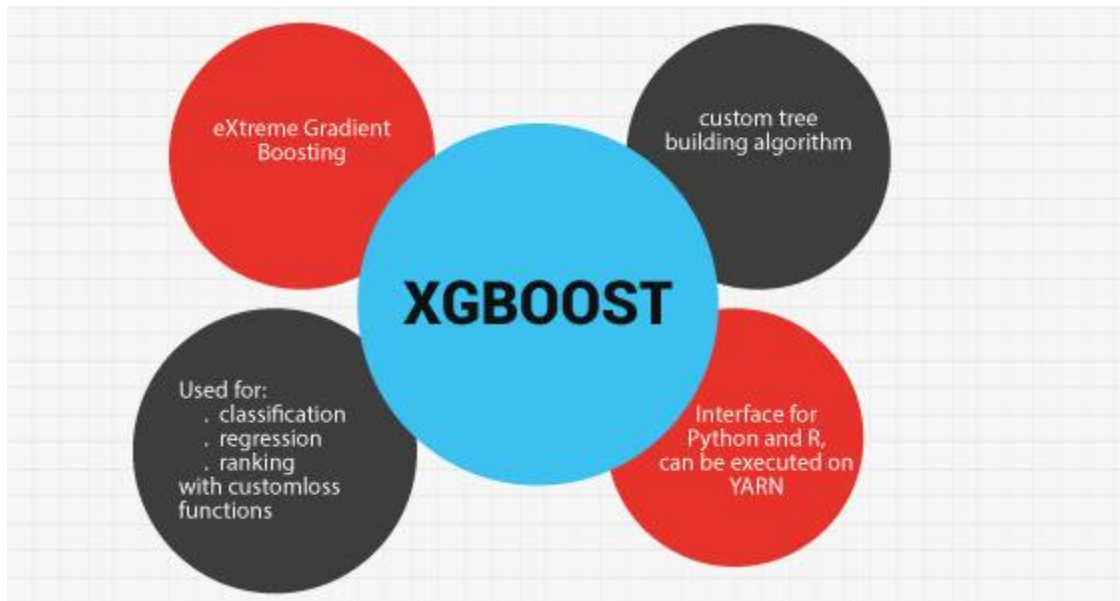 eXtreme Gradient
Boosting
custom tree
building algorithm
XGBOOST
Used for:
. classification
. regression
. ranking
with customloss
functions
Interface for
Python and R,
can be executed on
YARN